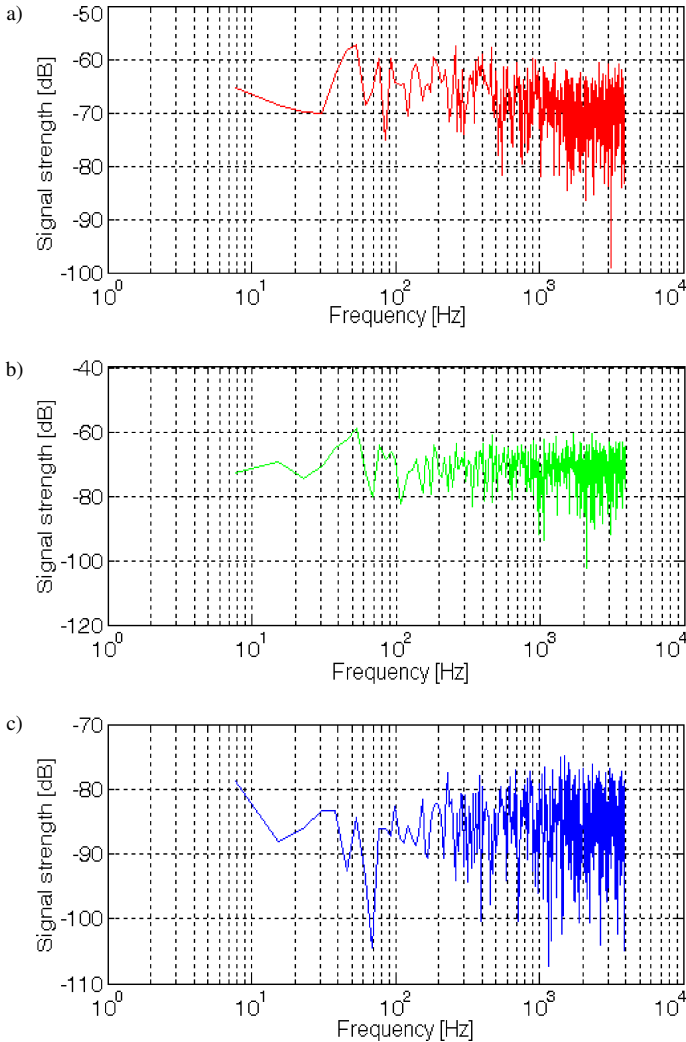 a)
Signal strength [dB]
-50
-60
-70
-80
-90
-100
10^0 10^1 10^2 10^3 10^4
Frequency [Hz]
b)
Signal strength [dB]
-40
-60
-80
-100
-120
10^0 10^1 10^2 10^3 10^4
Frequency [Hz]
c)
Signal strength [dB]
-70
-80
-90
-100
-110
10^0 10^1 10^2 10^3 10^4
Frequency [Hz]